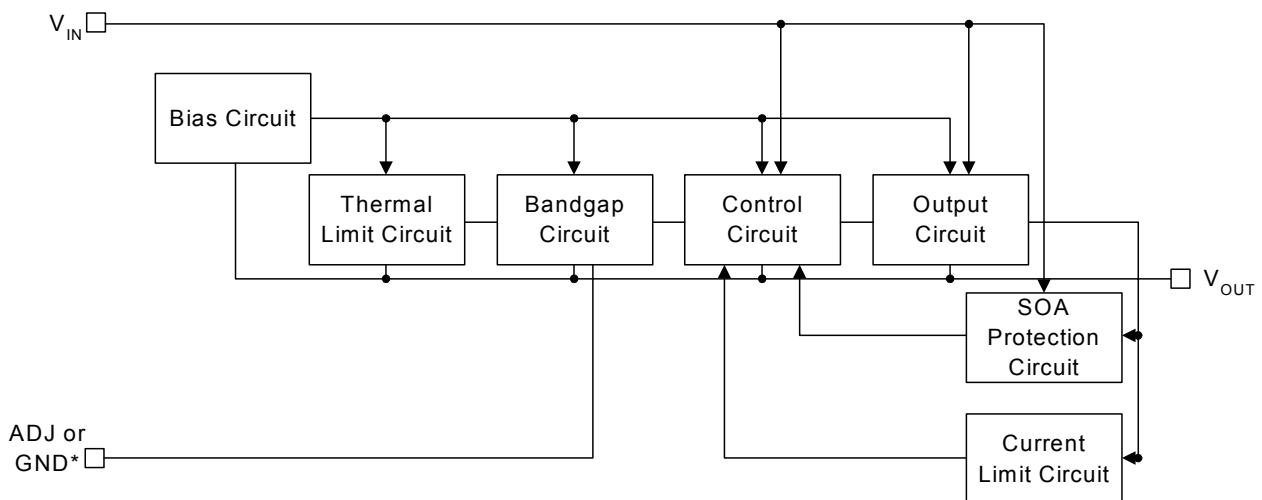 VIN
Bias Circuit
Thermal
Limit Circuit
Bandgap
Circuit
Control
Circuit
Output
Circuit
VOUT
SOA
Protection
Circuit
ADJ or
GND*
Current
Limit Circuit